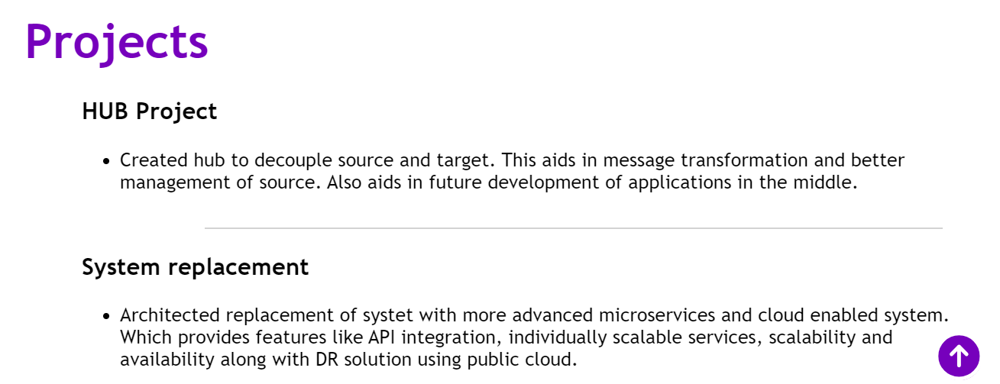 Projects
HUB Project
• Created hub to decouple source and target. This aids in message transformation and better
management of source. Also aids in future development of applications in the middle.
System replacement
• Architected replacement of systet with more advanced microservices and cloud enabled system.
Which provides features like API integration, individually scalable services, scalability and
availability along with DR solution using public cloud.